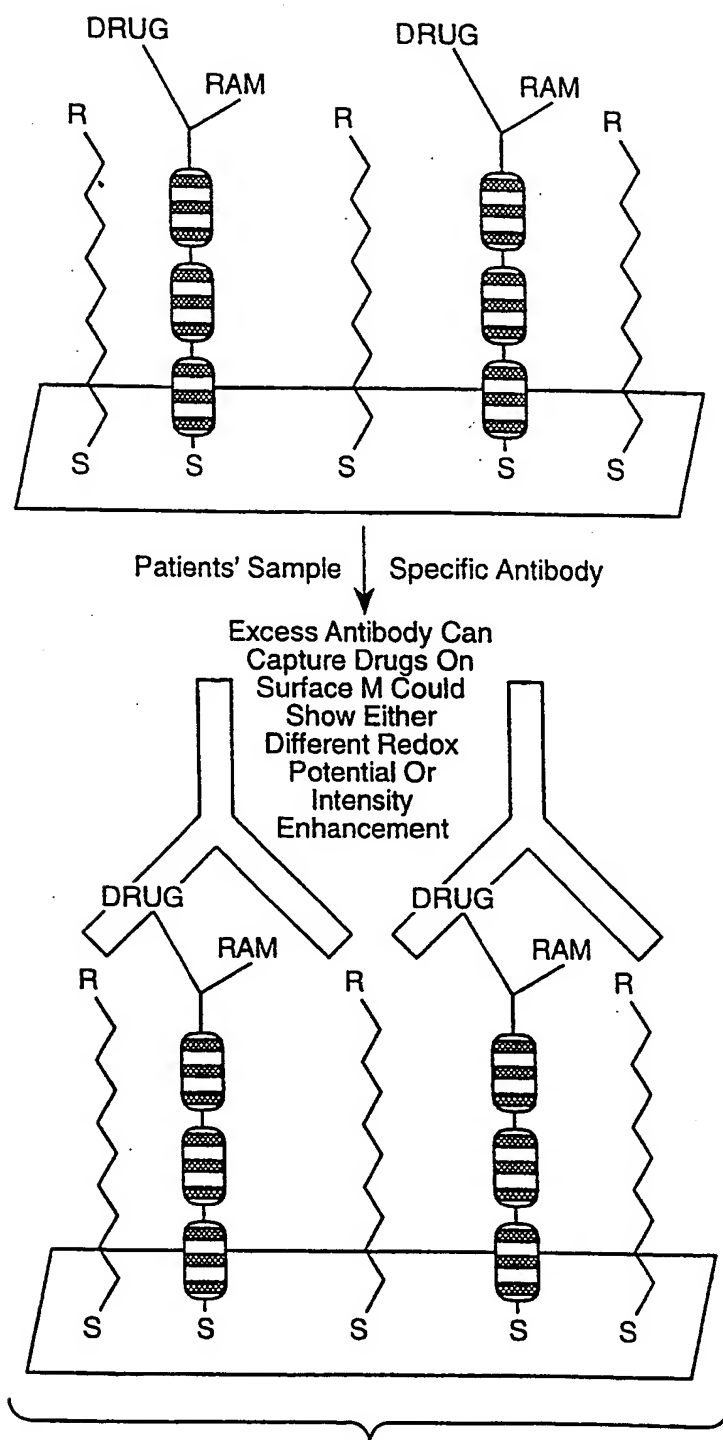 DRUG DRUG
RAM RAM
R R R
S S S S S
Patients' Sample Specific Antibody
Excess Antibody Can
Capture Drugs On
Surface M Could
Show Either
Different Redox
Potential Or
Intensity
Enhancement
DRUG DRUG
RAM RAM
R R R
S S S S S